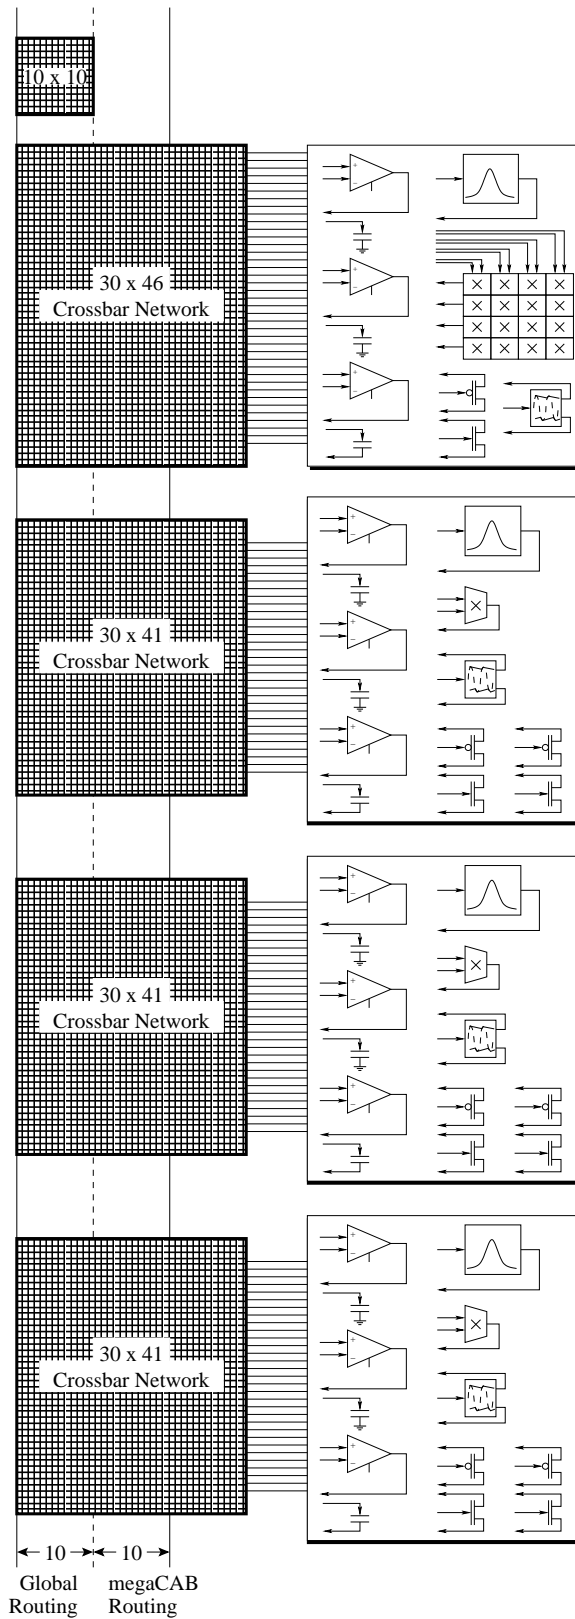 10 x 10
30 x 46
Crossbar Network
30 x 41
Crossbar Network
30 x 41
Crossbar Network
30 x 41
Crossbar Network
10 10
Global megaCAB
Routing Routing